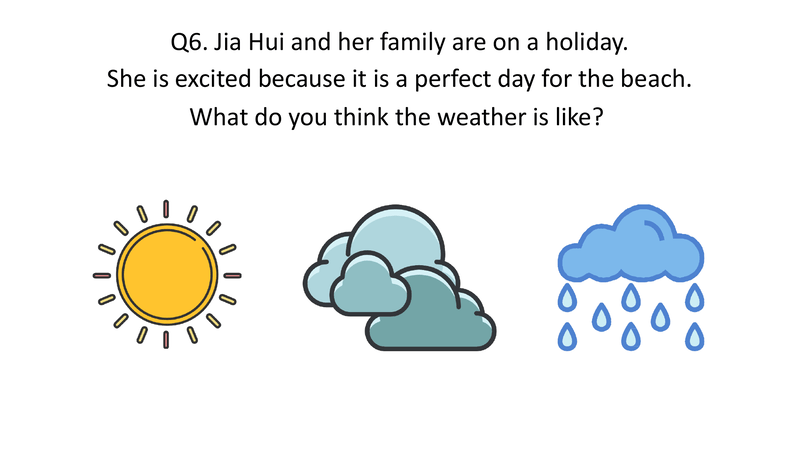 Q6. Jia Hui and her family are on a holiday.
She is excited because it is a perfect day for the beach.
What do you think the weather is like?